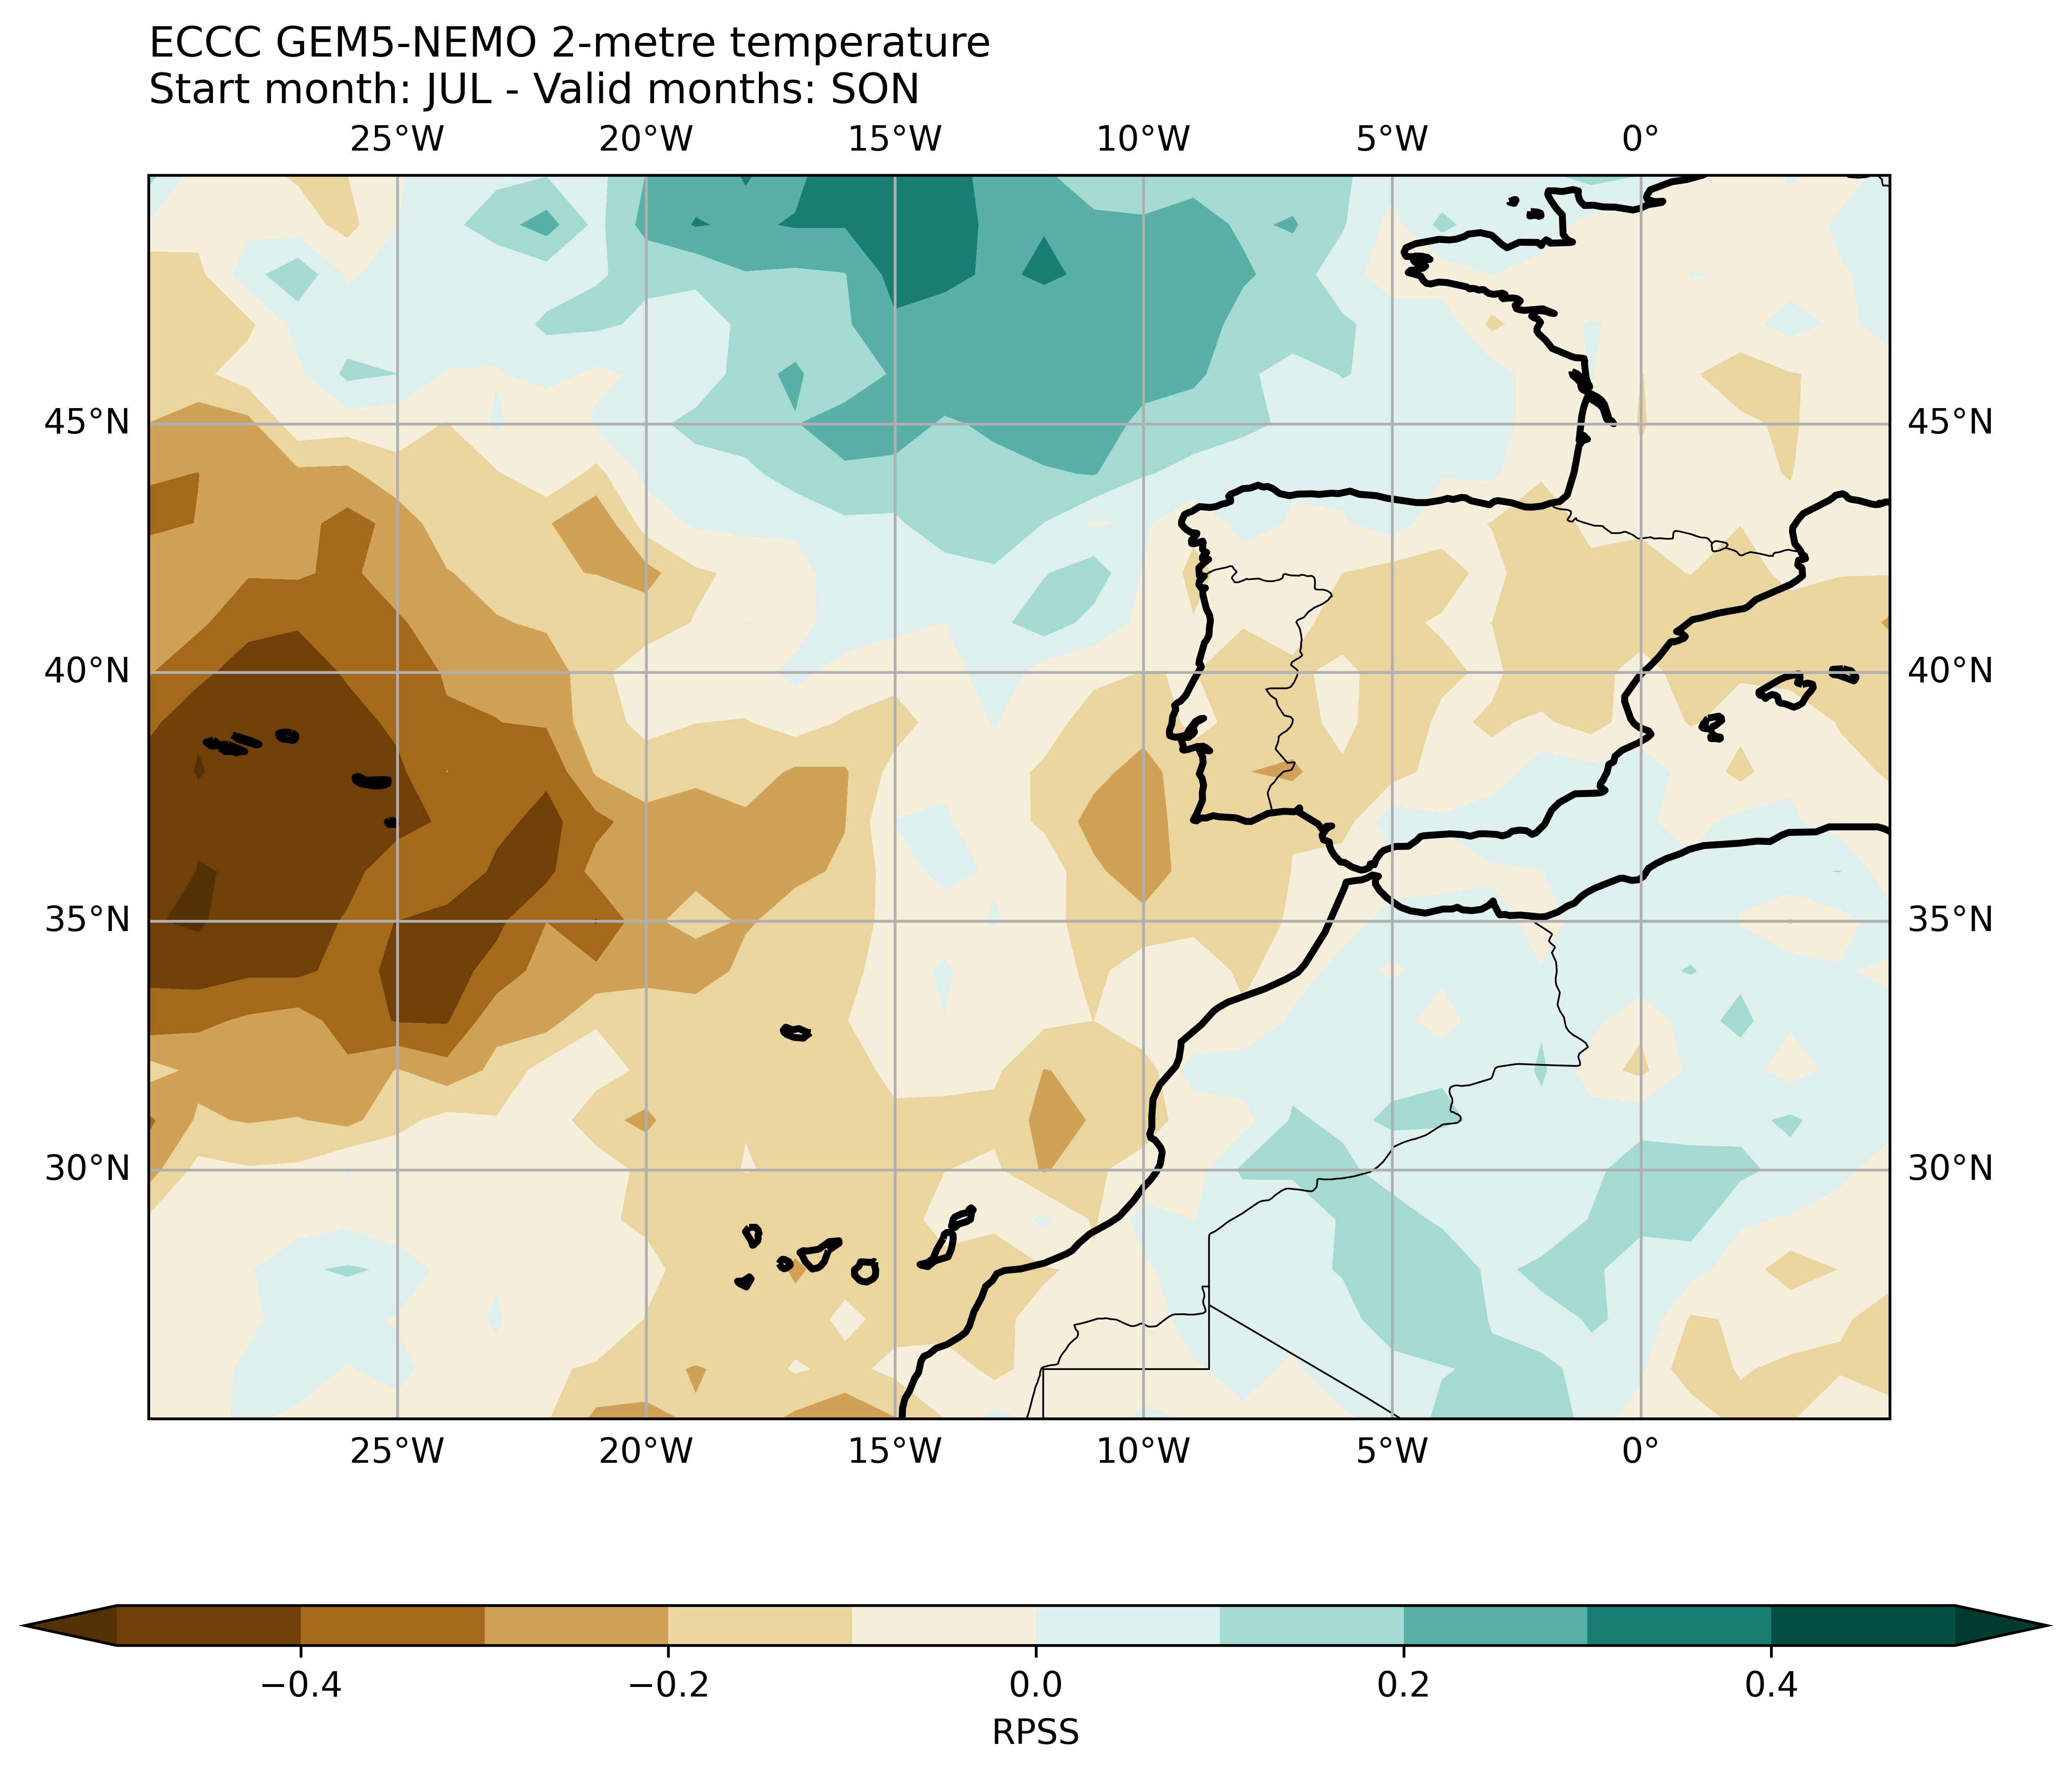 ECCC GEM5-NEMO 2-metre temperature
Start month: JUL - Valid months: SON
25°W 20°W 15°W 10°W 5°W 0°
45°N 45°N
40°N 40°N
35°N 35°N
30°N 30°N
25°W 20°W 15°W 10°W 5°W 0°
−0.4 −0.2 0.0 0.2 0.4
RPSS